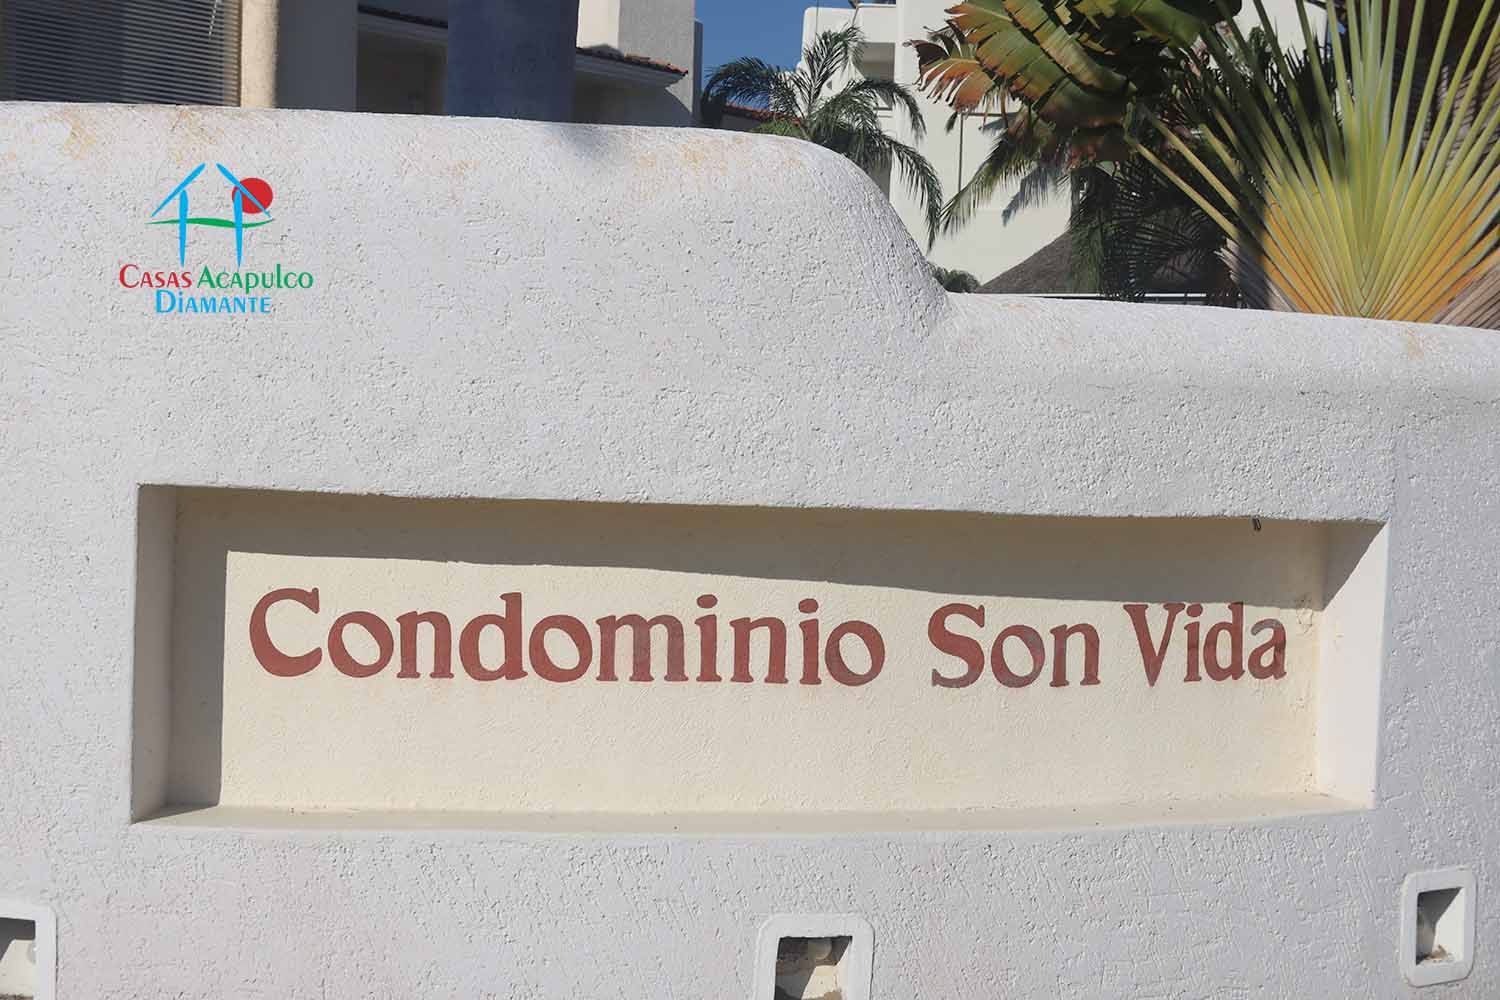 Casas Acapulco
Diamante
Condominio Son Vida